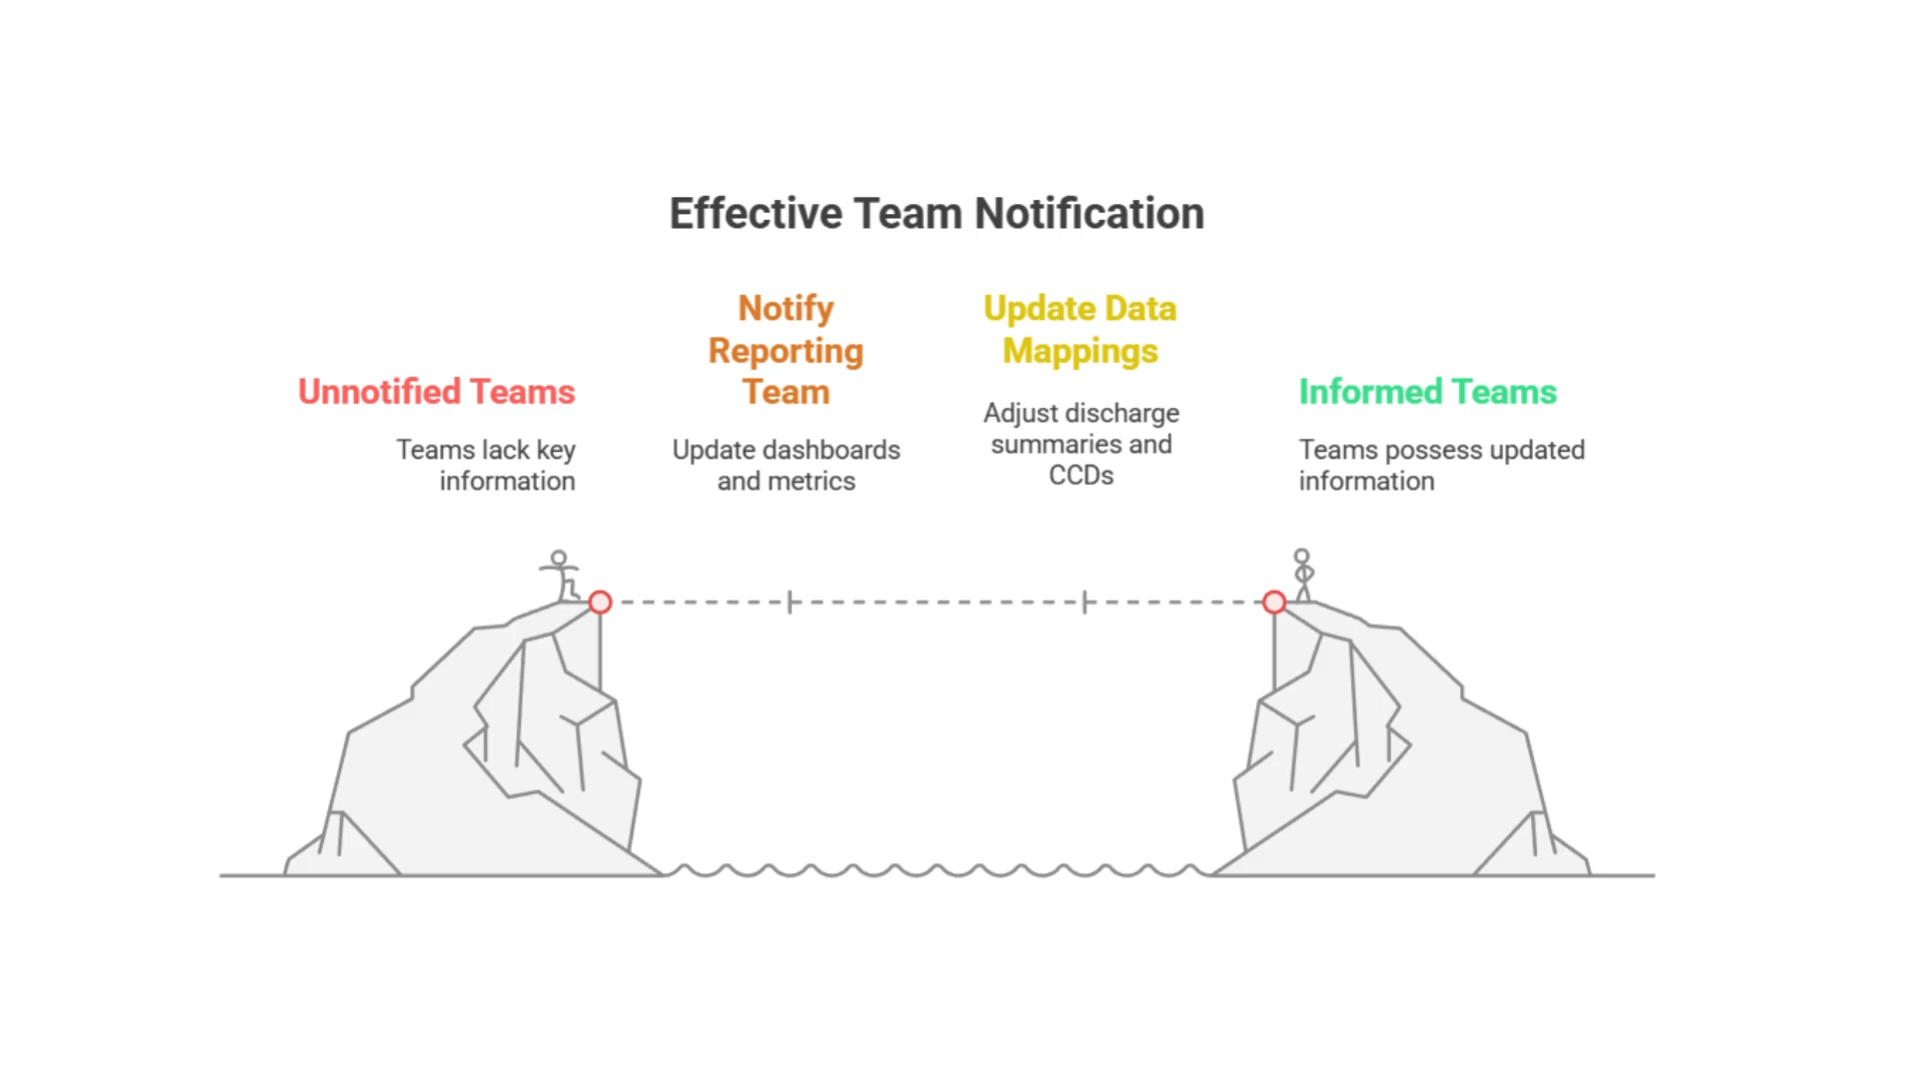 Effective Team Notification
Unnotified Teams
Teams lack key
information
Notify
Reporting
Team
Update dashboards
and metrics
Update Data
Mappings
Adjust discharge
summaries and
CCDs
Informed Teams
Teams possess updated
information